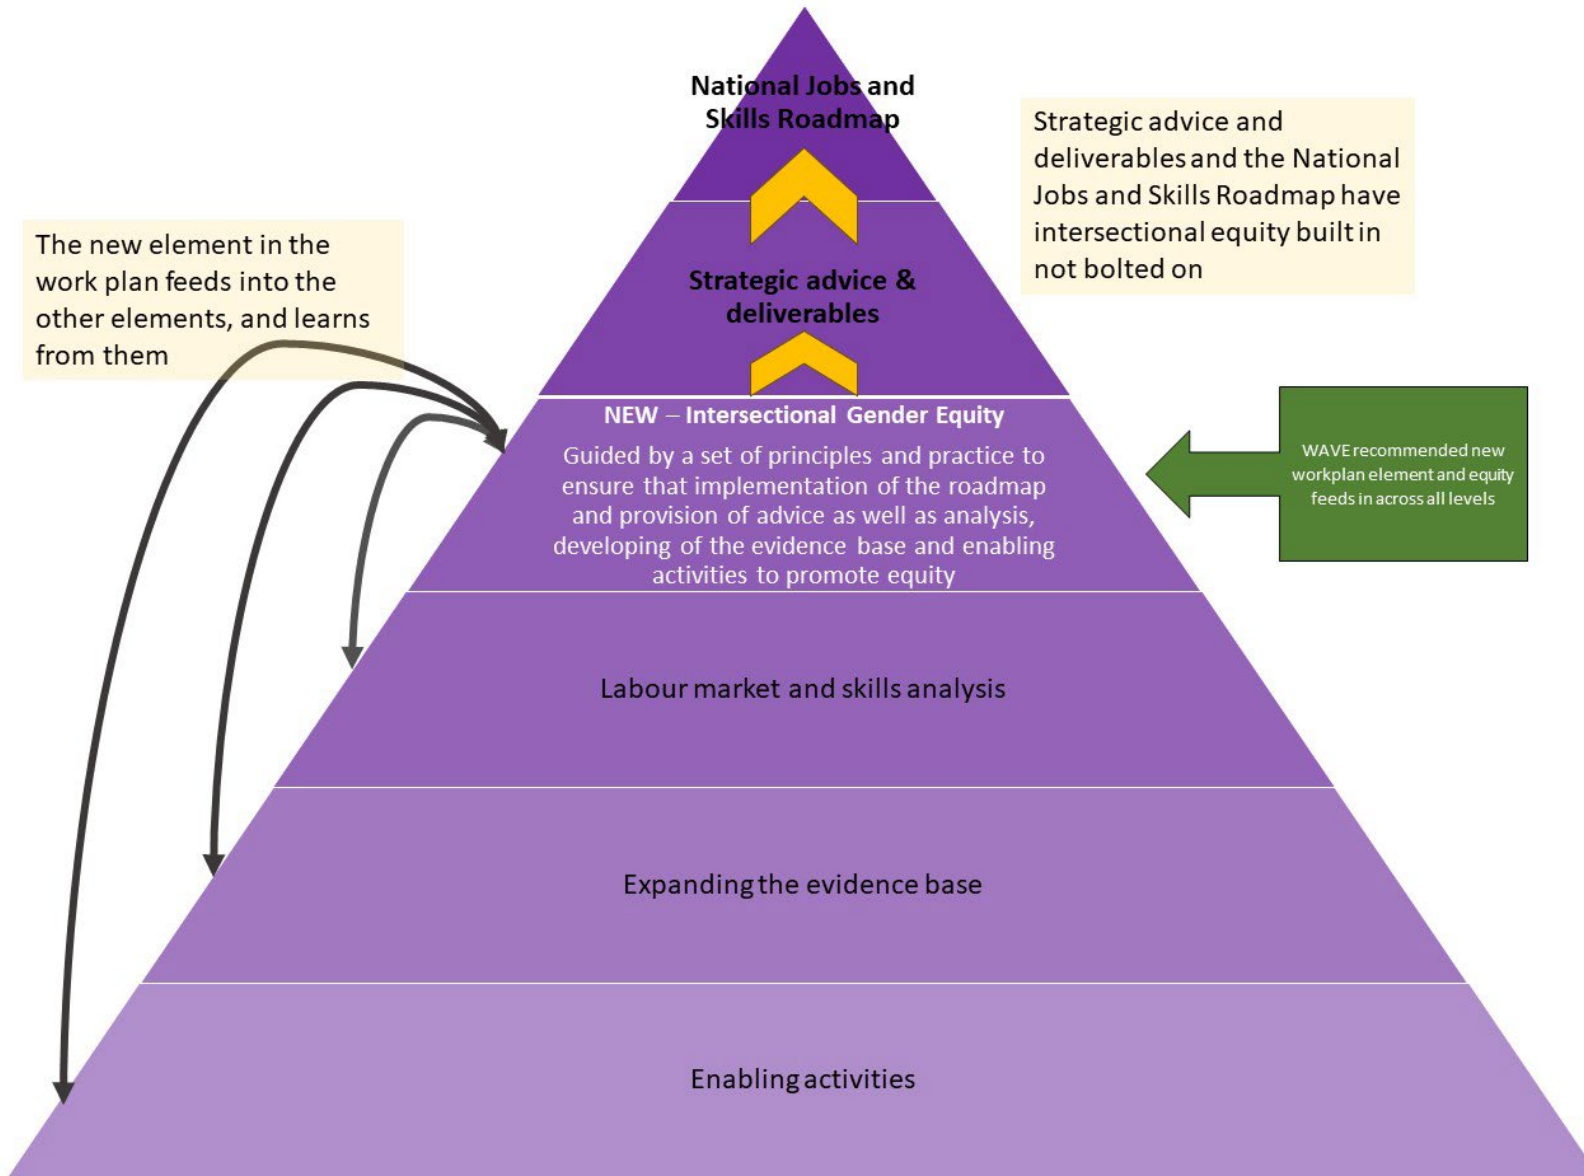 National Jobs and
Skills Roadmap
Strategic advice and
deliverables and the National
Jobs and Skills Roadmap have
intersectional equity built in
not bolted on
The new element in the
work plan feeds into the
other elements, and learns
from them
Strategic advice &
deliverables
NEW – Intersectional Gender Equity
Guided by a set of principles and practice to
ensure that implementation of the roadmap
and provision of advice as well as analysis,
developing of the evidence base and enabling
activities to promote equity
WAVE recommended new
workplan element and equity
feeds in across all levels
Labour market and skills analysis
Expanding the evidence base
Enabling activities